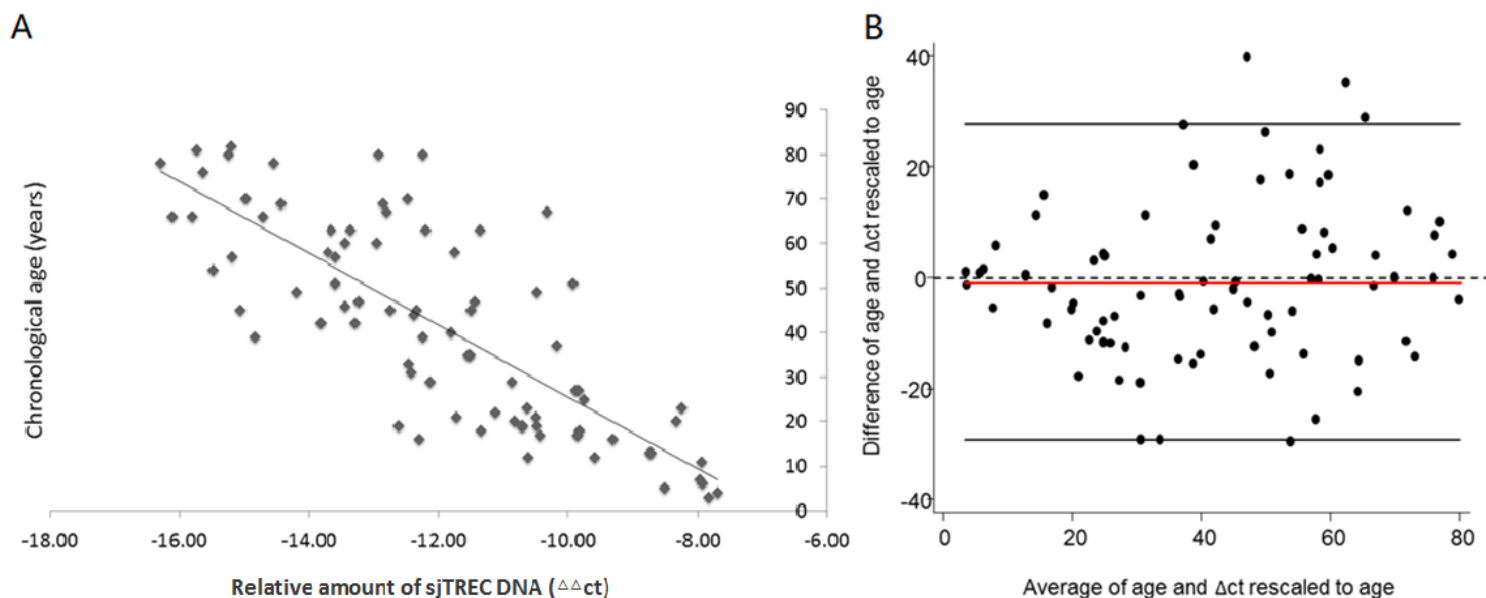 A
B
Chronological age (years)
90
80
70
60
50
40
30
20
10
0
-18.00 -16.00 -14.00 -12.00 -10.00 -8.00 -6.00
Relative amount of sjTREC DNA (△△ct)
Difference of age and Δct rescaled to age
40
20
0
-20
-40
0 20 40 60 80
Average of age and Δct rescaled to age